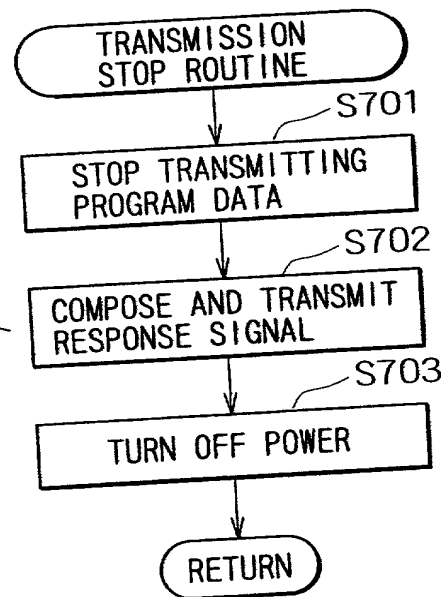 TRANSMISSION
STOP ROUTINE
S701
STOP TRANSMITTING
PROGRAM DATA
S702
COMPOSE AND TRANSMIT
RESPONSE SIGNAL
S703
TURN OFF POWER
RETURN